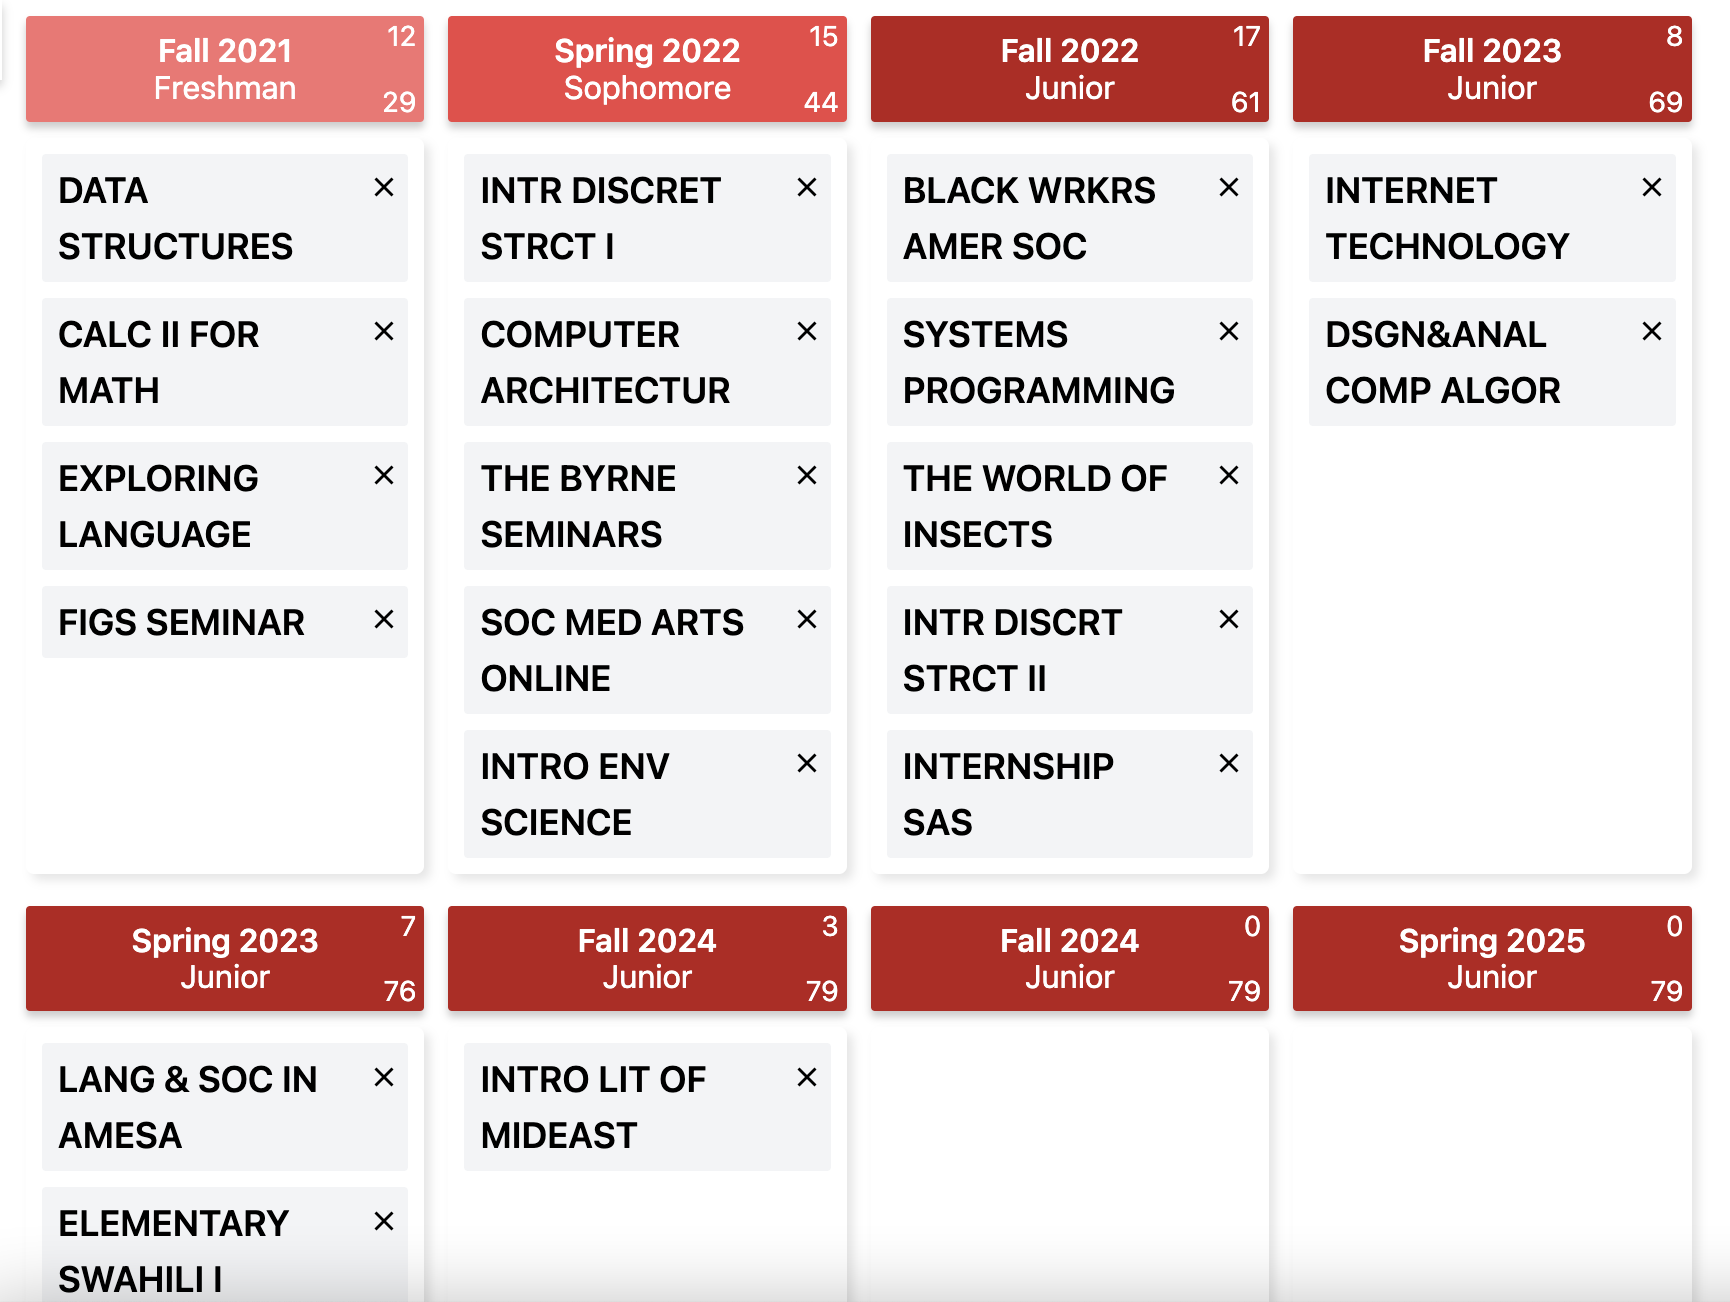 Fall 2021
Freshman
12
29
DATA
STRUCTURES
CALC II FOR
MATH
EXPLORING
LANGUAGE
FIGS SEMINAR
Spring 2022
Sophomore
15
44
INTR DISCRET
STRCT I
COMPUTER
ARCHITECTUR
THE BYRNE
SEMINARS
SOC MED ARTS
ONLINE
INTRO ENV
SCIENCE
Fall 2022
Junior
17
61
BLACK WRKRS
AMER SOC
SYSTEMS
PROGRAMMING
THE WORLD OF
INSECTS
INTR DISCRT
STRCT II
INTERNSHIP
SAS
Fall 2023
Junior
8
69
INTERNET
TECHNOLOGY
DSGN&ANAL
COMP ALGOR
Spring 2023
Junior
7
76
LANG & SOC IN
AMESA
ELEMENTARY
SWAHILI I
Fall 2024
Junior
3
79
INTRO LIT OF
MIDEAST
Fall 2024
Junior
0
79
Spring 2025
Junior
0
79